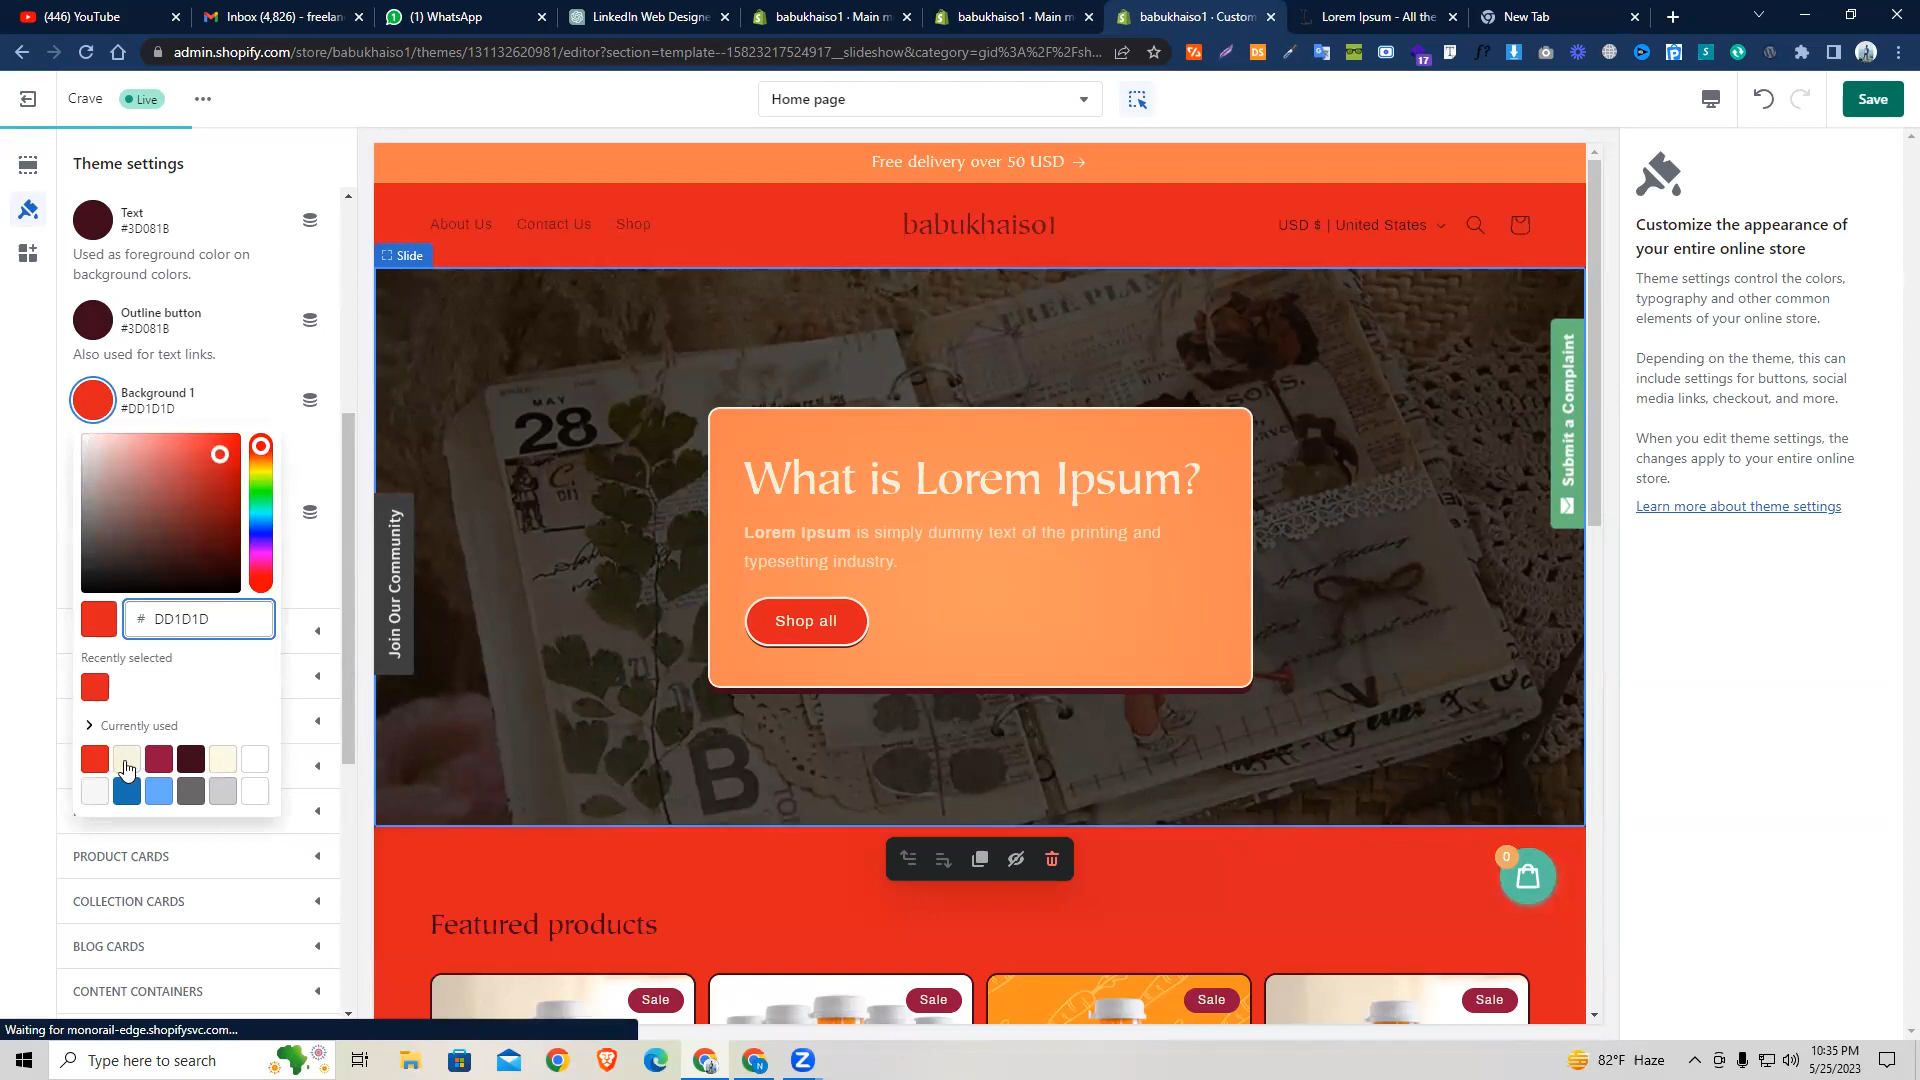 (446) YouTube
Inbox (4,826) - freelan
(1) WhatsApp
LinkedIn Web Designe
babukhaiso1 · Main m
babukhaiso1 · Main m
babukhaiso1 · Custom
Lorem Ipsum - All the
New Tab
admin.shopify.com/store/babukhaiso1/themes/131132620981/editor?section=template--15823217524917__slideshow&category=gid%3A%2F%2Fsh...
17
Crave
Live
Home page
Save
Theme settings
Text
#3D081B
Used as foreground color on
background colors.
Outline button
#3D081B
Also used for text links.
Background 1
#DD1D1D
# DD1D1D
Recently selected
Currently used
PRODUCT CARDS
COLLECTION CARDS
BLOG CARDS
CONTENT CONTAINERS
Waiting for monorail-edge.shopifysvc.com...
Free delivery over 50 USD →
About Us
Contact Us
Shop
babukhaiso1
USD $ | United States
Slide
MAY
28
What is Lorem Ipsum?
Lorem Ipsum is simply dummy text of the printing and
typesetting industry.
Shop all
Join Our Community
Submit a Complaint
B
0
Featured products
Sale
Sale
Sale
Sale
Customize the appearance of
your entire online store
Theme settings control the colors,
typography and other common
elements of your online store.
Depending on the theme, this can
include settings for buttons, social
media links, checkout, and more.
When you edit theme settings, the
changes apply to your entire online
store.
Learn more about theme settings
Type here to search
82°F Haze
10:35 PM
5/25/2023